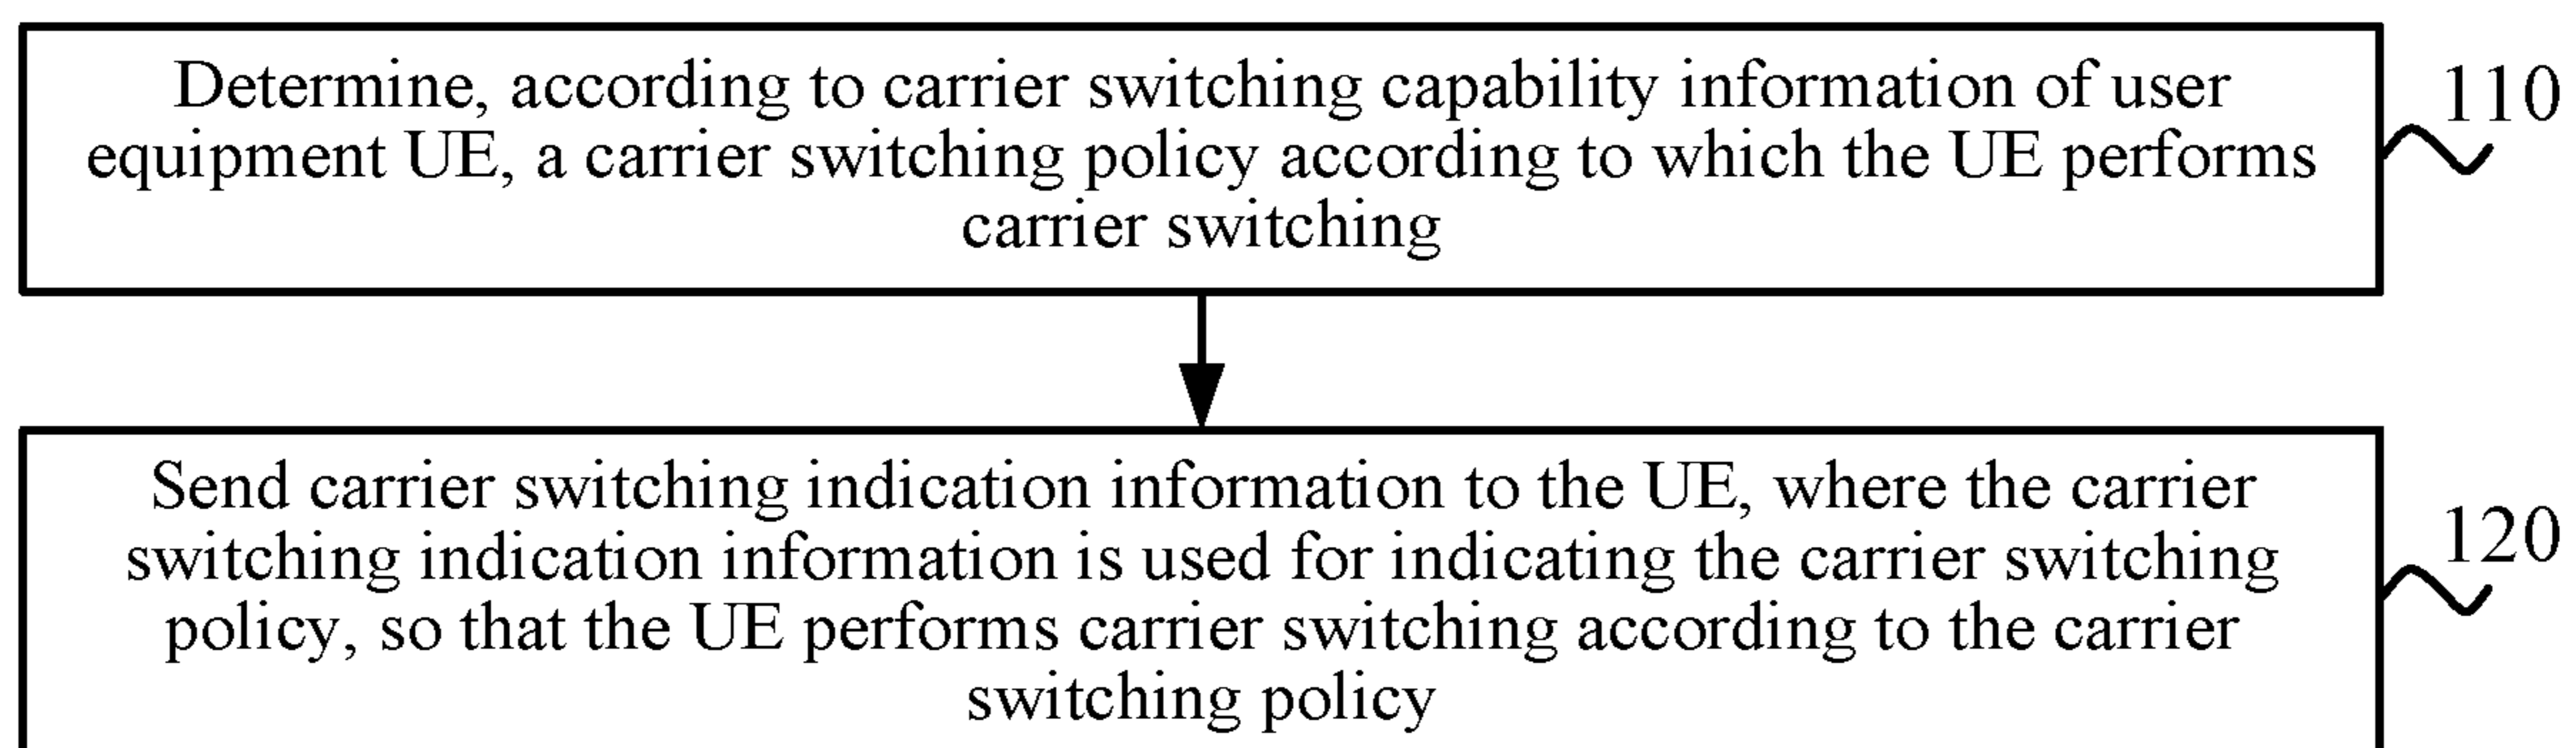 Determine, according to carrier switching capability information of user
equipment UE, a carrier switching policy according to which the UE performs
carrier switching
110
Send carrier switching indication information to the UE, where the carrier
switching indication information is used for indicating the carrier switching
policy, so that the UE performs carrier switching according to the carrier
switching policy
120